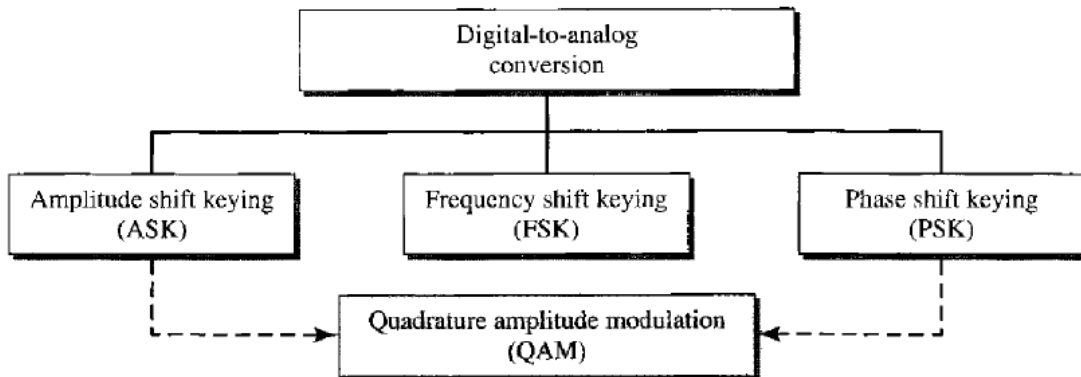 Digital-to-analog
conversion
Amplitude shift keying
(ASK)
Frequency shift keying
(FSK)
Phase shift keying
(PSK)
Quadrature amplitude modulation
(QAM)